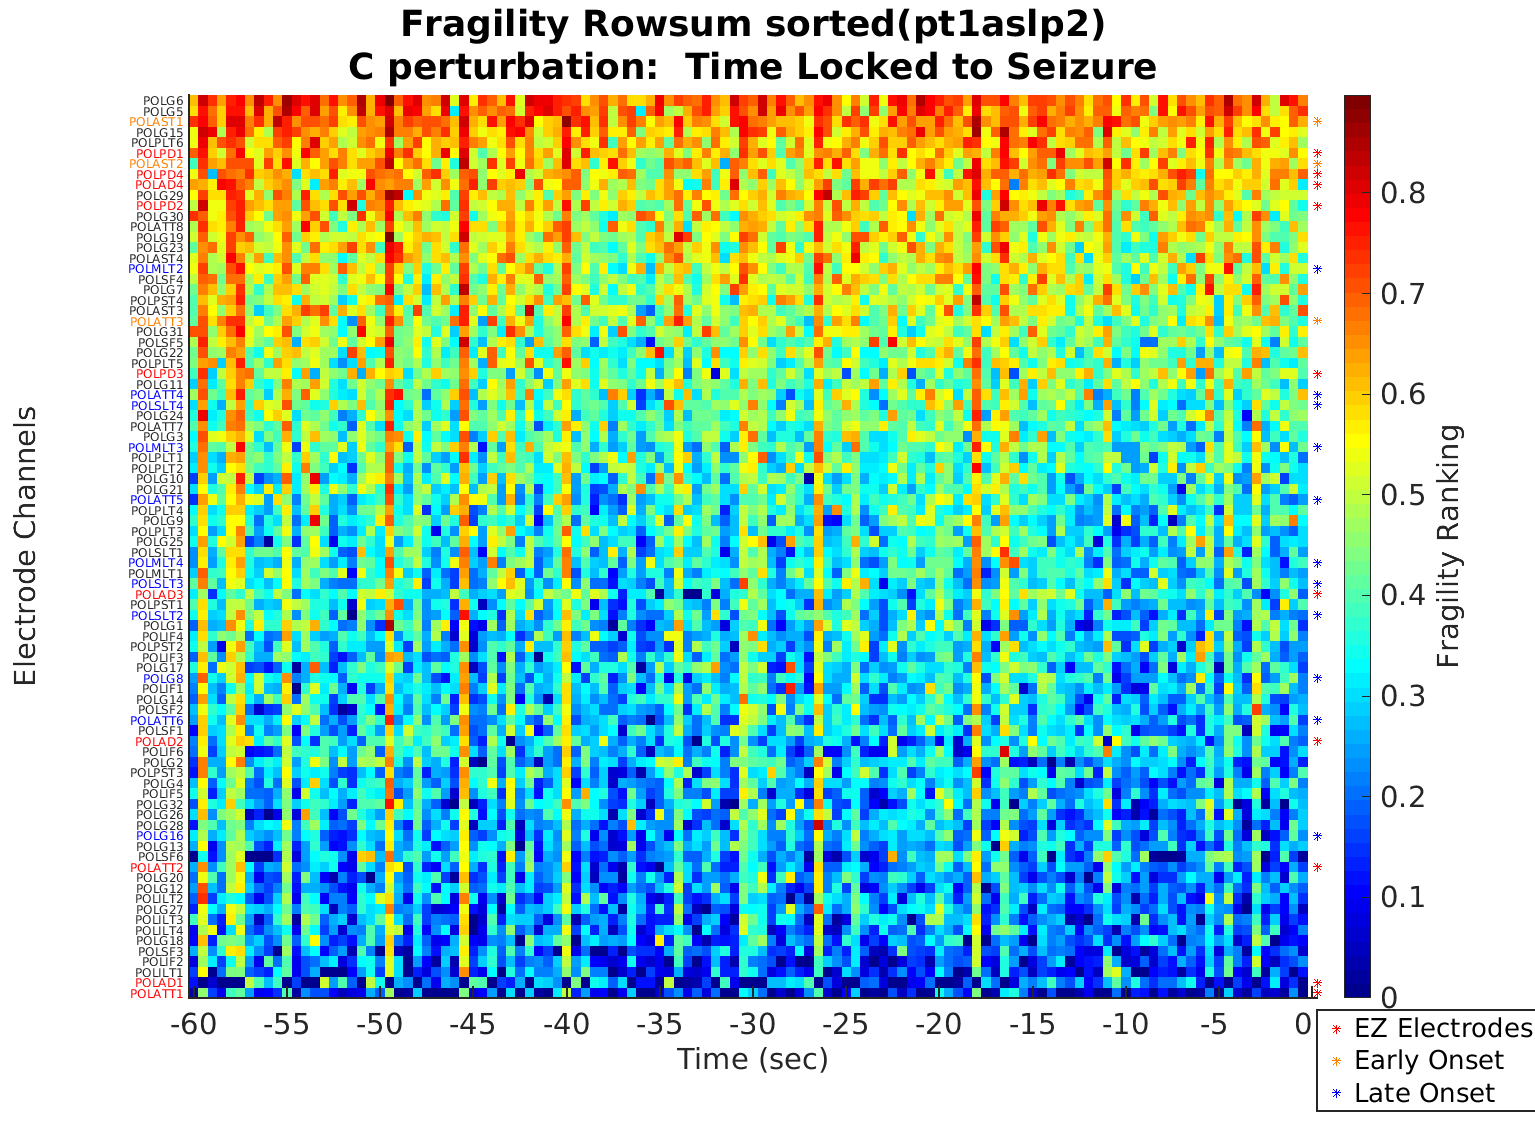 Fragility Rowsum sorted(pt1aslp2)
C perturbation:  Time Locked to Seizure
Electrode Channels
POLG6
POLG5
POLAST1
POLG15
POLPLT6
POLPD1
POLAST2
POLPD4
POLAD4
POLG29
POLPD2
POLG30
POLATT8
POLG19
POLG23
POLAST4
POLMLT2
POLSF4
POLG7
POLPST4
POLAST3
POLATT3
POLG31
POLSF5
POLG22
POLPLT5
POLPD3
POLG11
POLATT4
POLSLT4
POLG24
POLATT7
POLG3
POLMLT3
POLPLT1
POLPLT2
POLG10
POLG21
POLATT5
POLPLT4
POLG9
POLPLT3
POLG25
POLSLT1
POLMLT4
POLMLT1
POLSLT3
POLAD3
POLPST1
POLSLT2
POLG1
POLIF4
POLPST2
POLIF3
POLG17
POLG8
POLIF1
POLG14
POLSF2
POLATT6
POLSF1
POLAD2
POLIF6
POLG2
POLPST3
POLG4
POLIF5
POLG32
POLG26
POLG28
POLG16
POLG13
POLSF6
POLATT2
POLG20
POLG12
POLILT2
POLG27
POLILT3
POLILT4
POLG18
POLSF3
POLIF2
POLILT1
POLAD1
POLATT1
-60 -55 -50 -45 -40 -35 -30 -25 -20 -15 -10 -5 0
Time (sec)
0.8
0.7
0.6
0.5
0.4
0.3
0.2
0.1
0
Fragility Ranking
EZ Electrodes
Early Onset
Late Onset